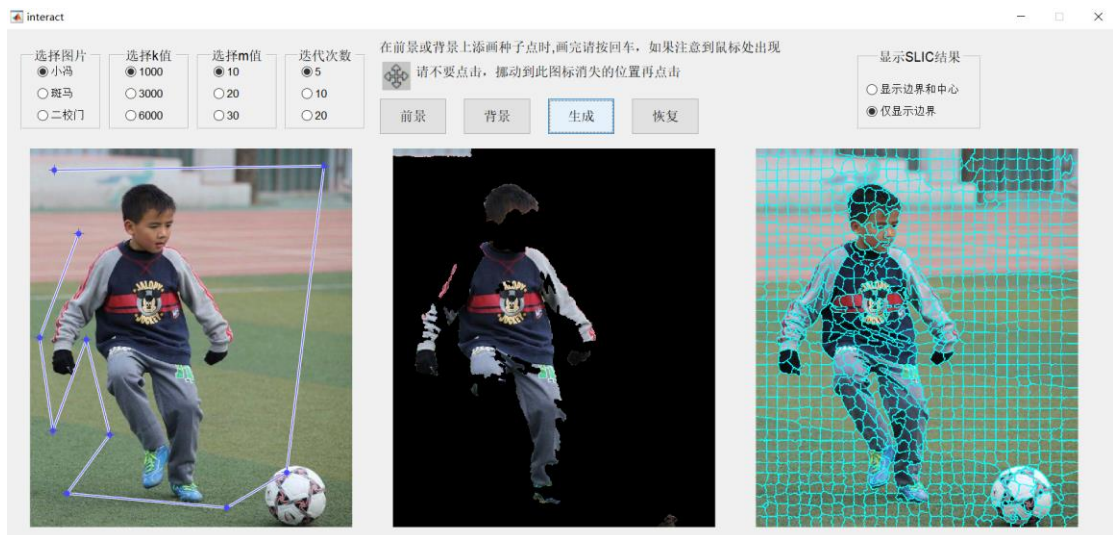 interact
选择图片
小冯
斑马
二校门
选择k值
1000
3000
6000
选择m值
10
20
30
迭代次数
5
10
20
在前景或背景上添画种子点时,画完请按回车，如果注意到鼠标处出现
请不要点击，挪动到此图标消失的位置再点击
前景
背景
生成
恢复
显示SLIC结果
显示边界和中心
仅显示边界
JALOPY